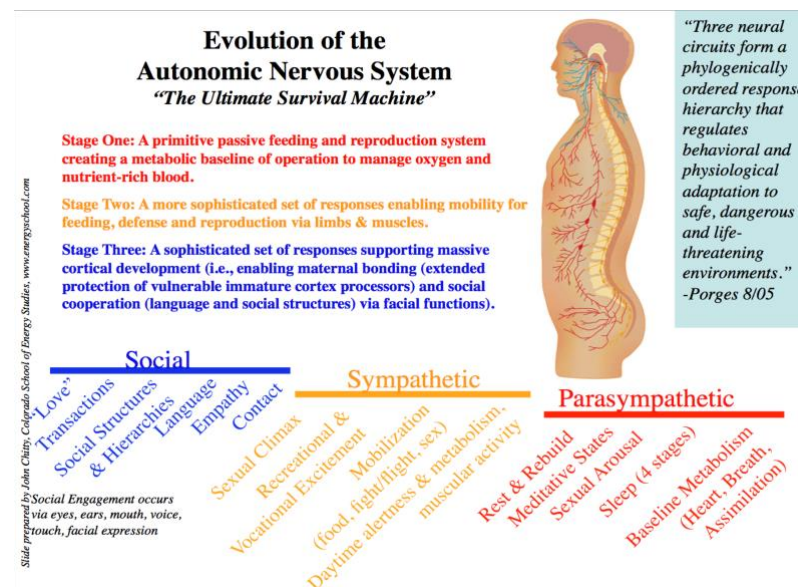 Evolution of the
Autonomic Nervous System
“The Ultimate Survival Machine”
Stage One: A primitive passive feeding and reproduction system
creating a metabolic baseline of operation to manage oxygen and
nutrient-rich blood.
Stage Two: A more sophisticated set of responses enabling mobility for
feeding, defense and reproduction via limbs & muscles.
Stage Three: A sophisticated set of responses supporting massive
cortical development (i.e., enabling maternal bonding (extended
protection of vulnerable immature cortex processors) and social
cooperation (language and social structures) via facial functions).
“Three neural
circuits form a
phylogenically
ordered response
hierarchy that
regulates
behavioral and
physiological
adaptation to
safe, dangerous
and life-
threatening
environments.”
-Porges 8/05
Social
“Love”
Transactions
Social Structures
& Hierarchies
Language
Empathy
Contact
Sympathetic
Sexual Climax
Recreational &
Vocational Excitement
Mobilization
(food, fight/flight, sex)
Daytime alertness & metabolism,
muscular activity
Parasympathetic
Rest & Rebuild
Meditative States
Sexual Arousal
Sleep (4 stages)
Baseline Metabolism
(Heart, Breath,
Assimilation)
Social Engagement occurs
via eyes, ears, mouth, voice,
touch, facial expression
Slide prepared by John Chitty, Colorado School of Energy Studies, www.energyschool.com